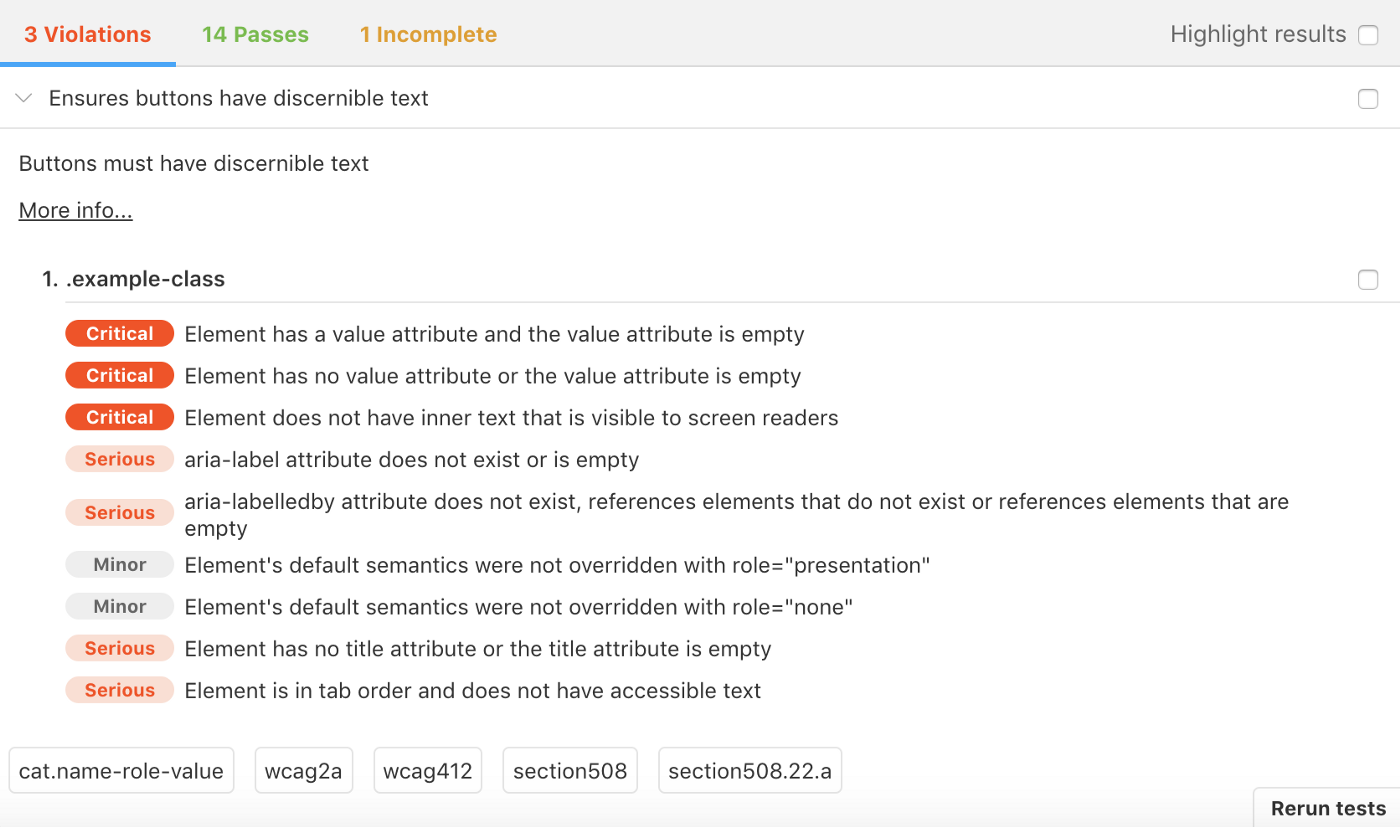 3 Violations 14 Passes 1 Incomplete Highlight results
Ensures buttons have discernible text
Buttons must have discernible text
More info...
1. .example-class
Critical Element has a value attribute and the value attribute is empty
Critical Element has no value attribute or the value attribute is empty
Critical Element does not have inner text that is visible to screen readers
Serious aria-label attribute does not exist or is empty
Serious aria-labelledby attribute does not exist, references elements that do not exist or references elements that are
empty
Minor Element's default semantics were not overridden with role="presentation"
Minor Element's default semantics were not overridden with role="none"
Serious Element has no title attribute or the title attribute is empty
Serious Element is in tab order and does not have accessible text
cat.name-role-value wcag2a wcag412 section508 section508.22.a
Rerun tests